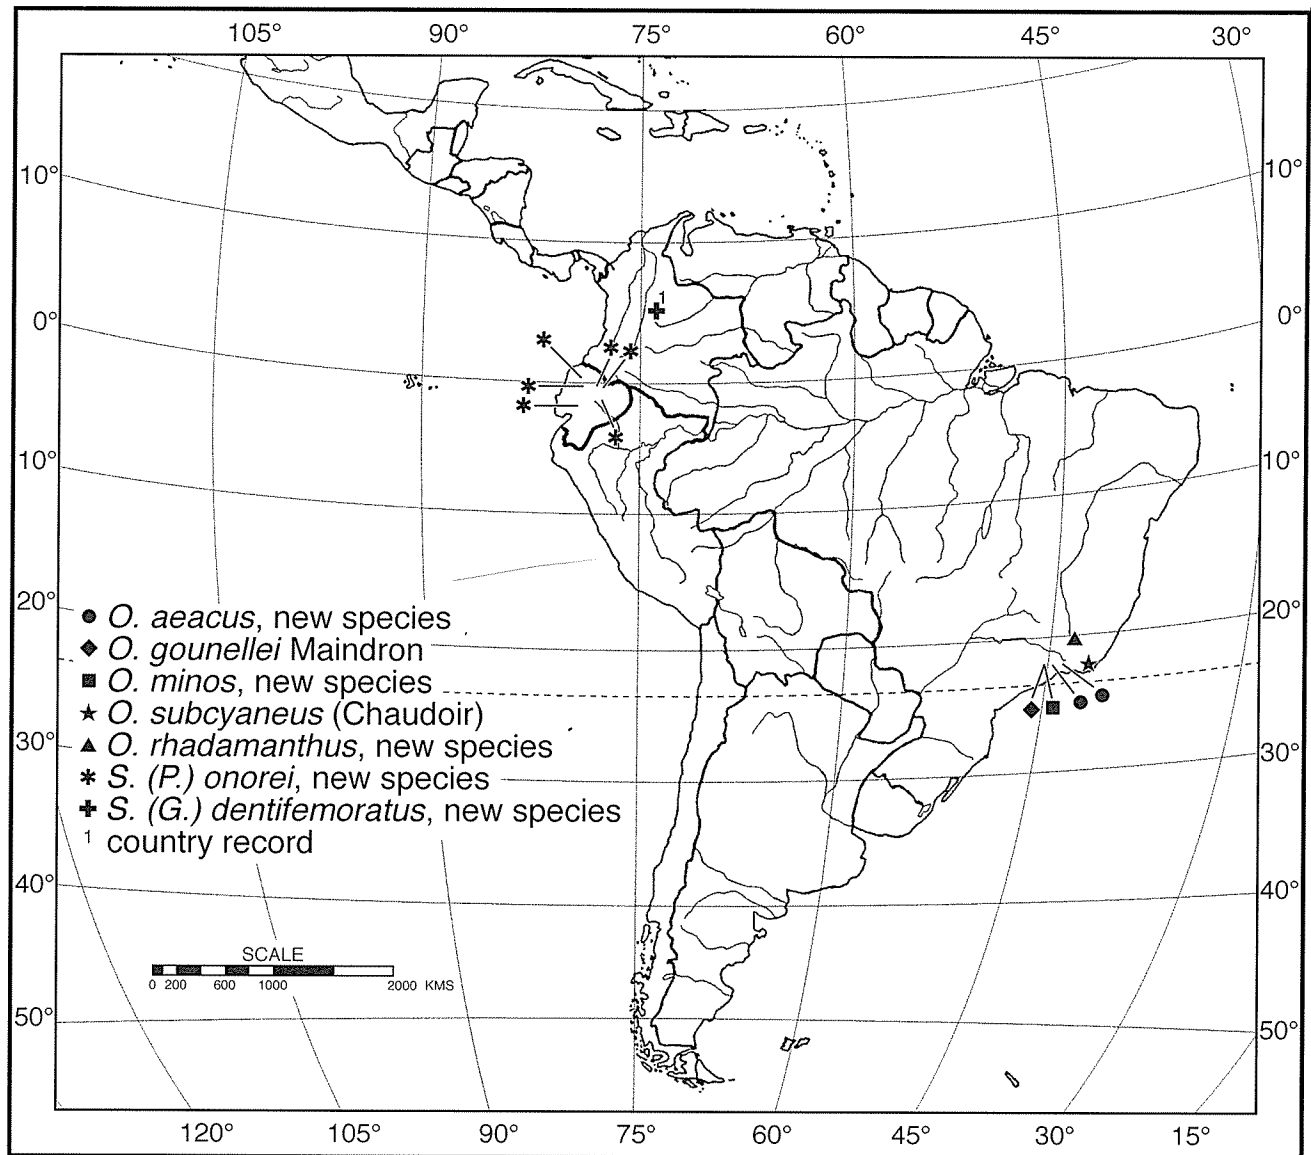 105° 90° 75° 60° 45° 30°
10° 10°
1
0° 0°
10° 10°
20° 20°
O. aeacus, new species
O. gounellei Maindron
O. minos, new species
O. subcyaneus (Chaudoir)
30° 30°
O. rhadamanthus, new species
S. (P.) onorei, new species
S. (G.) dentifemoratus, new species
1 country record
40° 40°
SCALE
0 200 600 1000 2000 KMS
50° 50°
120° 105° 90° 75° 60° 45° 30° 15°